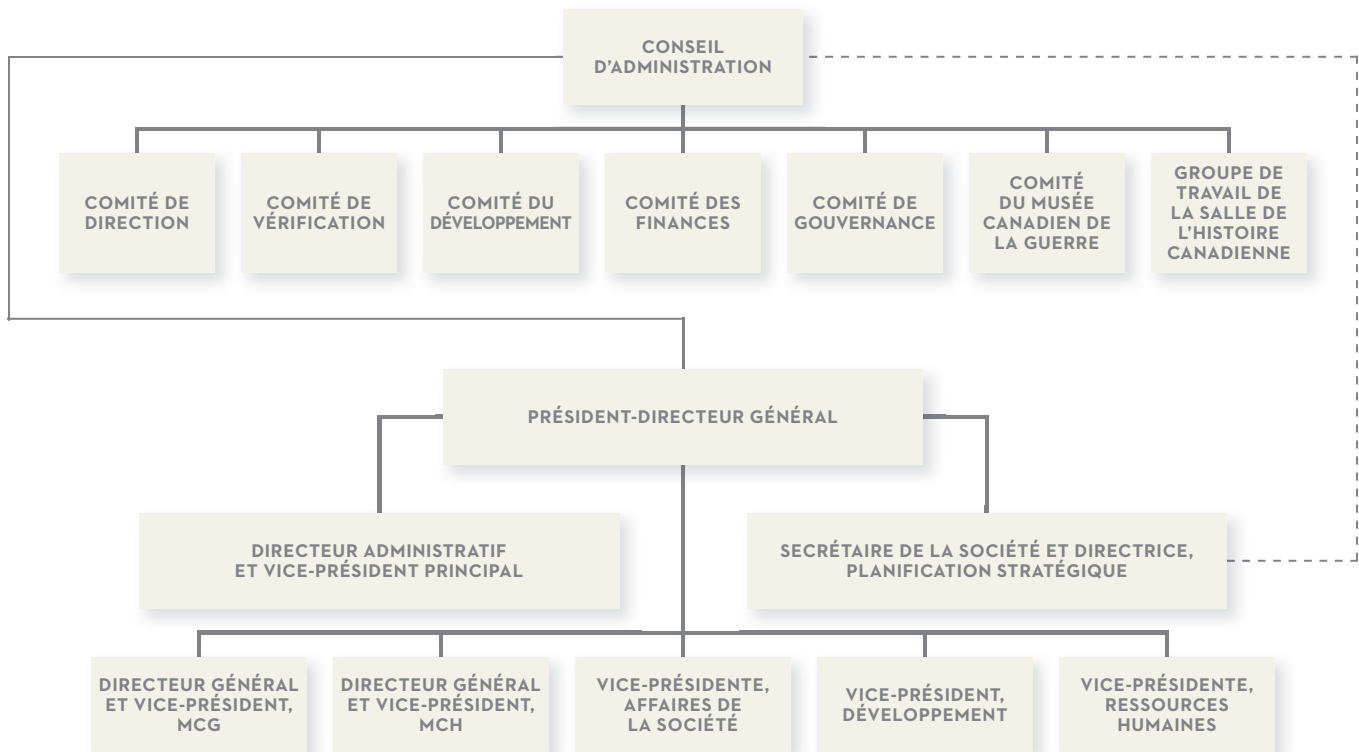 CONSEIL
D’ADMINISTRATION
COMITÉ DE
DIRECTION
COMITÉ DE
VÉRIFICATION
COMITÉ DU
DÉVELOPPEMENT
COMITÉ DES
FINANCES
COMITÉ DE
GOUVERNANCE
COMITÉ
DU MUSÉE
CANADIEN DE
LA GUERRE
GROUPE DE
TRAVAIL DE
LA SALLE DE
L’HISTOIRE
CANADIENNE
PRÉSIDENT-DIRECTEUR GÉNÉRAL
DIRECTEUR ADMINISTRATIF
ET VICE-PRÉSIDENT PRINCIPAL
SECRÉTAIRE DE LA SOCIÉTÉ ET DIRECTRICE,
PLANIFICATION STRATÉGIQUE
DIRECTEUR GÉNÉRAL
ET VICE-PRÉSIDENT,
MCG
DIRECTEUR GÉNÉRAL
ET VICE-PRÉSIDENT,
MCH
VICE-PRÉSIDENTE,
AFFAIRES DE
LA SOCIÉTÉ
VICE-PRÉSIDENT,
DÉVELOPPEMENT
VICE-PRÉSIDENTE,
RESSOURCES
HUMAINES